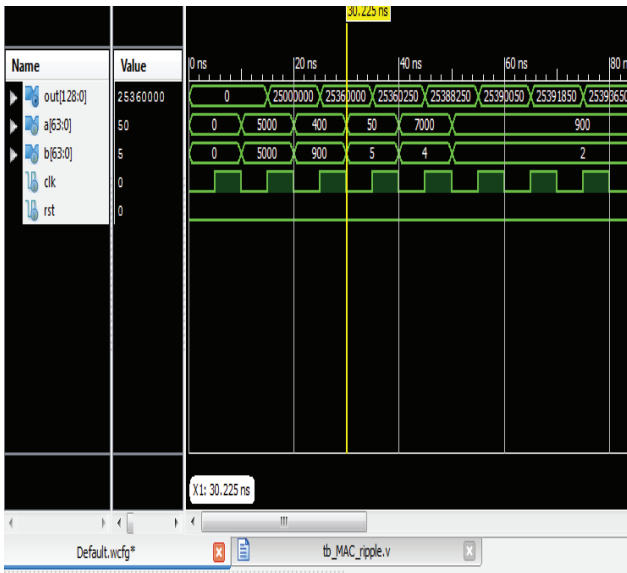 30.225 ns
Name Value 0 ns 20 ns 40 ns 60 ns 80 n
out[128:0] 25360000 0 25000000 25360000 25360250 25388250 25390050 25391850 25393650
a[63:0] 50 0 5000 400 50 7000 900
b[63:0] 5 0 5000 900 5 4 2
clk 0
rst 0
X1: 30.225 ns
Default.wcfg* tb_MAC_ripple.v